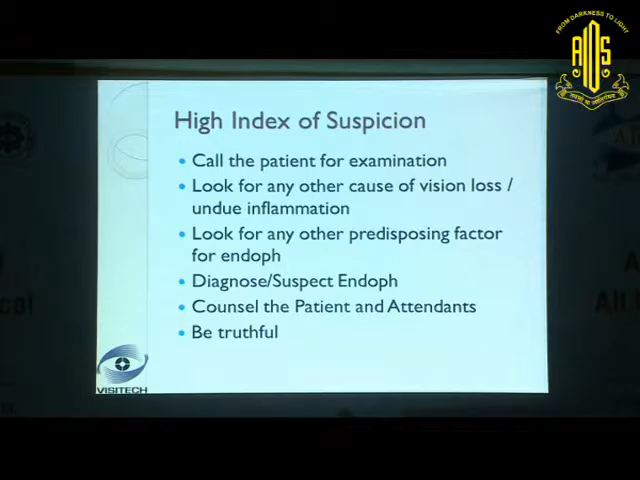 FROM DARKNESS TO LIGHT
AIOS
High Index of Suspicion
• Call the patient for examination
• Look for any other cause of vision loss /
undue inflammation
• Look for any other predisposing factor
for endoph
• Diagnose/Suspect Endoph
• Counsel the Patient and Attendants
• Be truthful
VISITECH